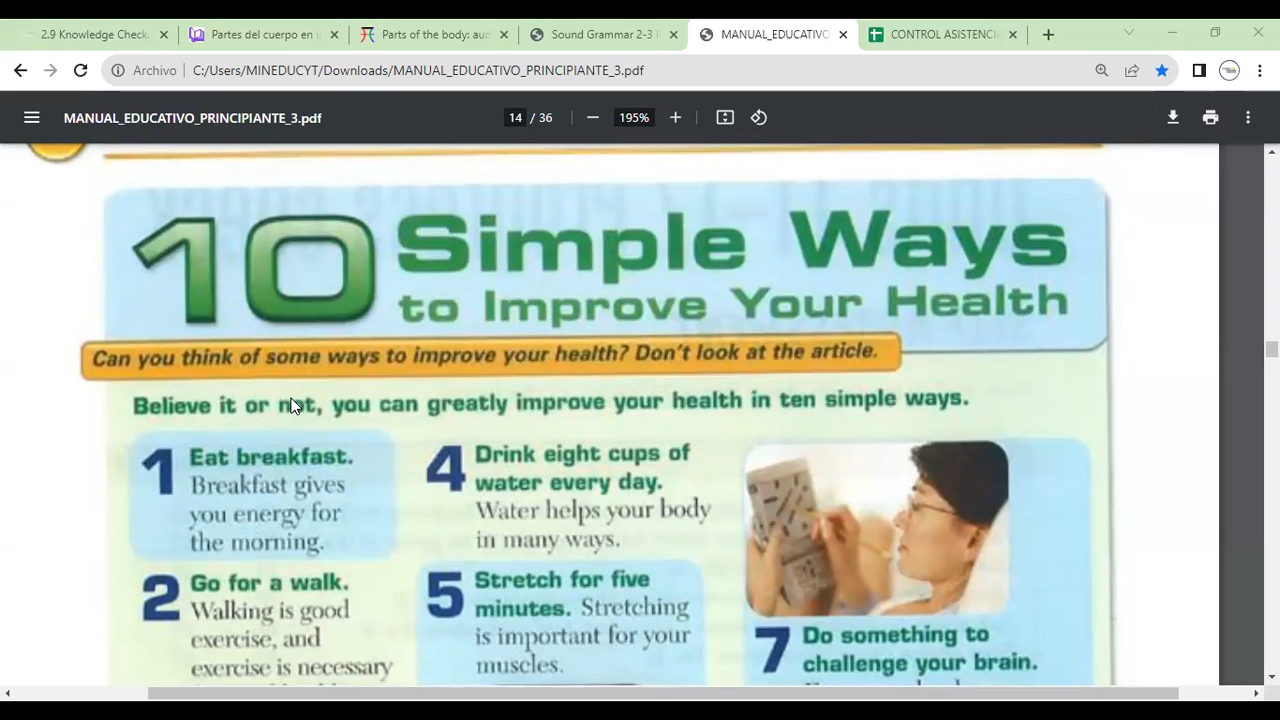 2.9 Knowledge Check.
Partes del cuerpo en i
Parts of the body: aud
Sound Grammar 2-3
MANUAL_EDUCATIVO
CONTROL ASISTENCIA
Archivo
C:/Users/MINEDUCYT/Downloads/MANUAL_EDUCATIVO_PRINCIPIANTE_3.pdf
MANUAL_EDUCATIVO_PRINCIPIANTE_3.pdf
14 / 36
195%
10 Simple Ways
to Improve Your Health
Can you think of some ways to improve your health? Don't look at the article.
Believe it or not, you can greatly improve your health in ten simple ways.
1 Eat breakfast.
Breakfast gives
you energy for
the morning.
2 Go for a walk.
Walking is good
exercise, and
exercise is necessary
4 Drink eight cups of
water every day.
Water helps your body
in many ways.
5 Stretch for five
minutes. Stretching
is important for your
muscles.
7 Do something to
challenge your brain.